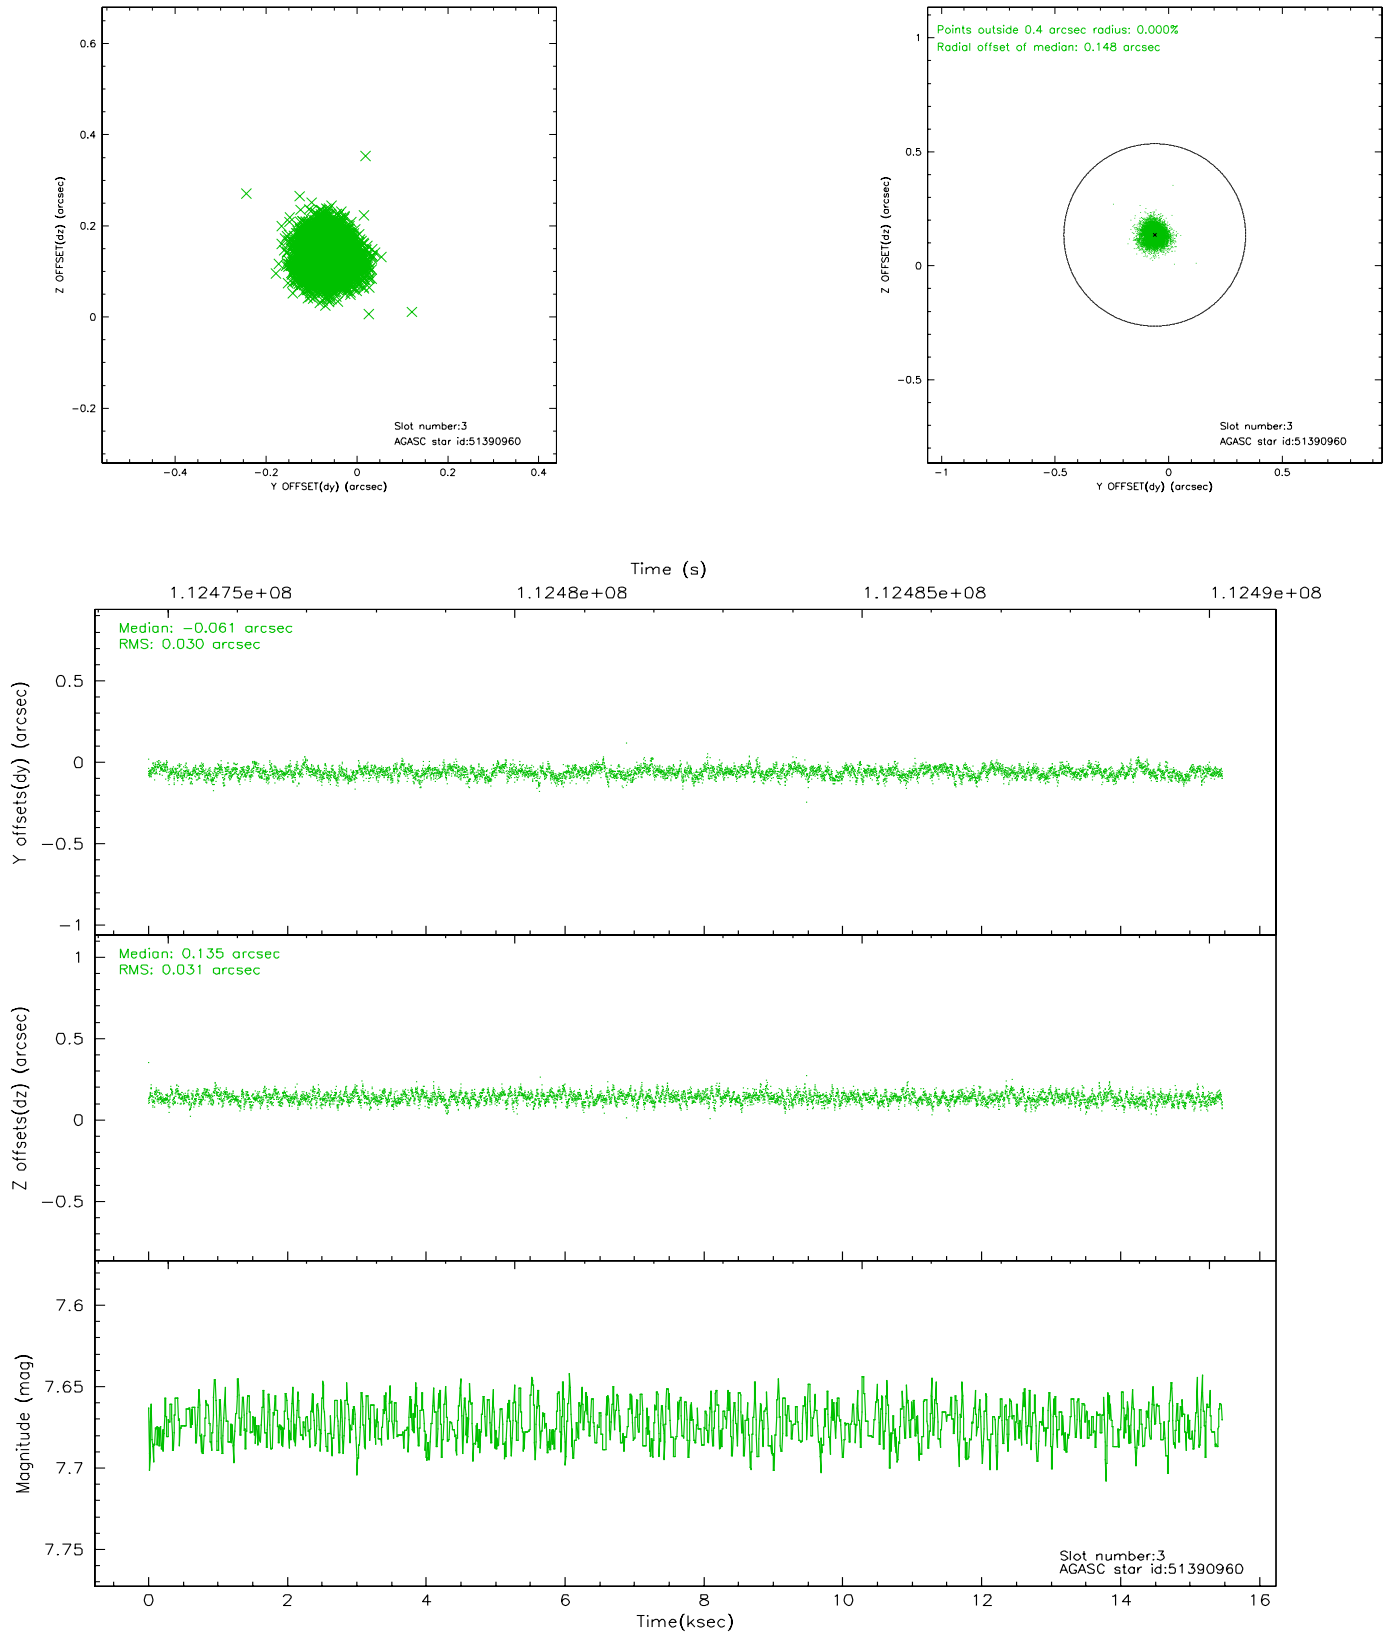 0.6
0.4
0.2
0
−0.2
Z OFFSET(dz) (arcsec)
Slot number:3
AGASC star id:51390960
−0.4 −0.2 0 0.2 0.4
Y OFFSET(dy) (arcsec)
Points outside 0.4 arcsec radius: 0.000%
Radial offset of median: 0.148 arcsec
1
0.5
0
−0.5
Z OFFSET(dz) (arcsec)
Slot number:3
AGASC star id:51390960
−1 −0.5 0 0.5
Y OFFSET(dy) (arcsec)
Time (s)
1.12475e+08 1.1248e+08 1.12485e+08 1.1249e+08
Median: −0.061 arcsec
RMS: 0.030 arcsec
0.5
0
−0.5
−1
Y offsets(dy) (arcsec)
Median: 0.135 arcsec
RMS: 0.031 arcsec
1
0.5
0
−0.5
Z offsets(dz) (arcsec)
7.6
7.65
7.7
7.75
Magnitude (mag)
Slot number:3
AGASC star id:51390960
0 2 4 6 8 10 12 14 16
Time(ksec)